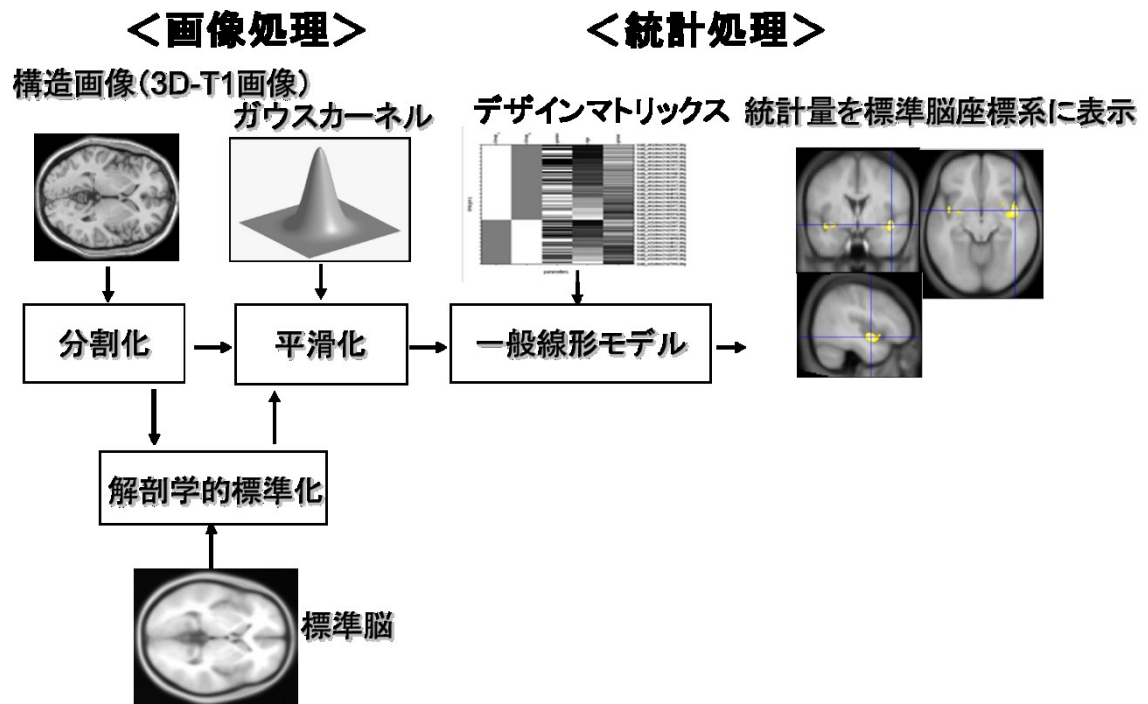 ＜画像処理＞
＜統計処理＞
構造画像（3D-T1画像）
ガウスカーネル
デザインマトリックス
統計量を標準脳座標系に表示
parameters
分割化
平滑化
一般線形モデル
解剖学的標準化
標準脳